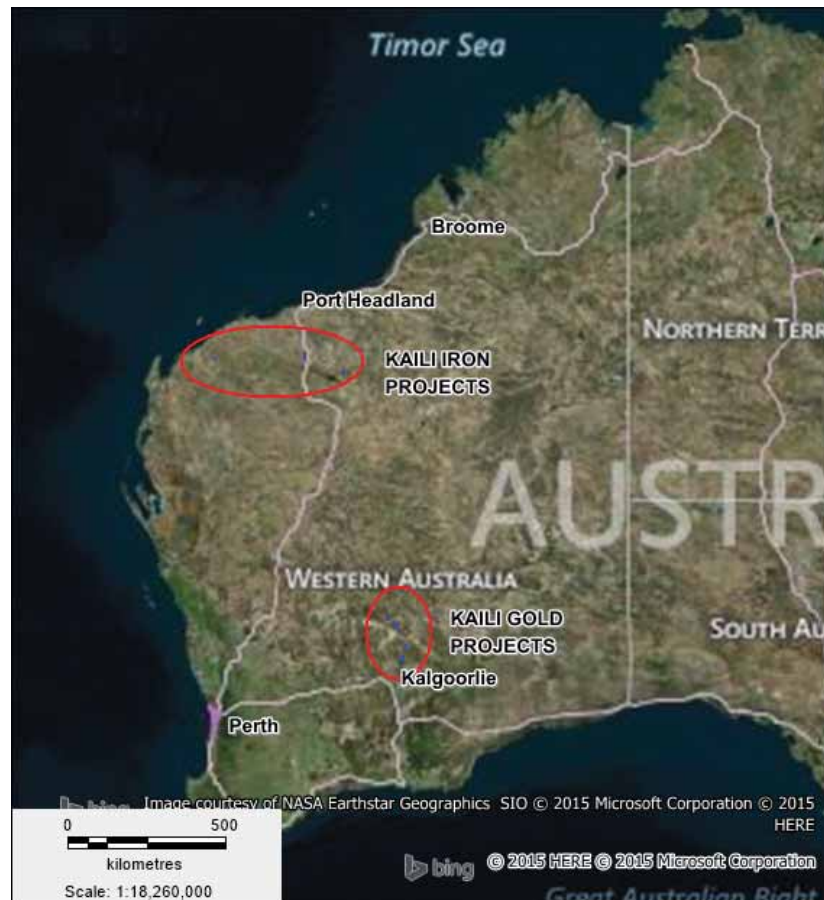 Timor Sea
Broome
Port Headland
NORTHERN TERR
KAILI IRON
PROJECTS
AUSTR
WESTERN AUSTRALIA
KAILI GOLD
PROJECTS
SOUTH AU
Kalgoorlie
Perth
bing
Image courtesy of NASA Earthstar Geographics SIO © 2015 Microsoft Corporation © 2015
HERE
0 500
kilometres
Scale: 1:18,260,000
bing
© 2015 HERE © 2015 Microsoft Corporation
Great Australian Bight